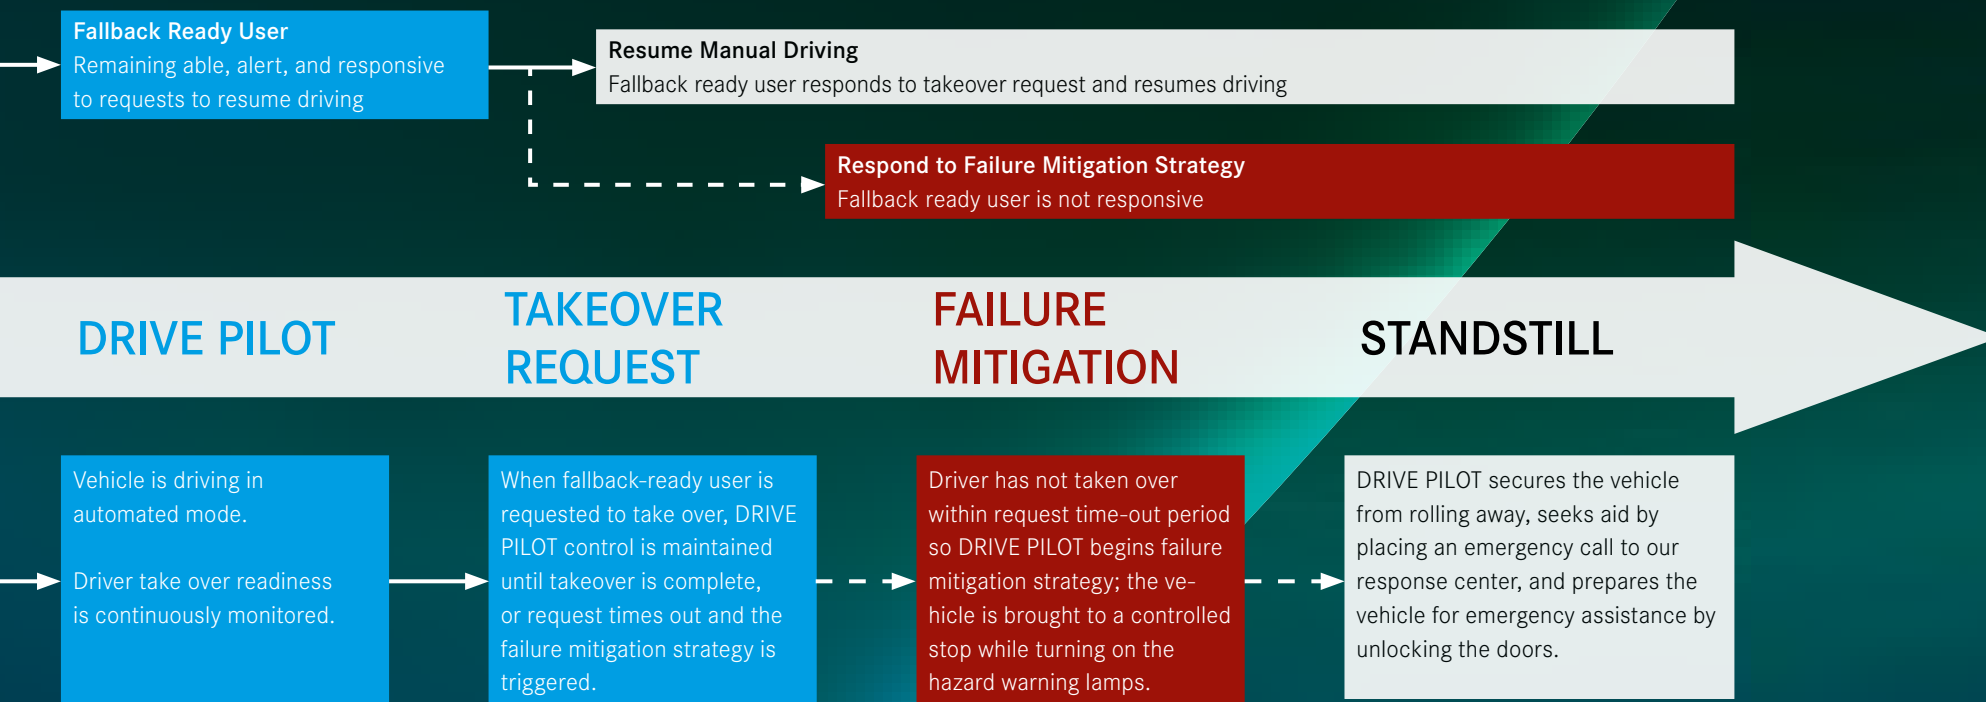 Fallback Ready User
Remaining able, alert, and responsive
to requests to resume driving
Resume Manual Driving
Fallback ready user responds to takeover request and resumes driving
Respond to Failure Mitigation Strategy
Fallback ready user is not responsive
DRIVE PILOT
TAKEOVER
REQUEST
FAILURE
MITIGATION
STANDSTILL
Vehicle is driving in
automated mode.
Driver take over readiness
is continuously monitored.
When fallback-ready user is
requested to take over, DRIVE
PILOT control is maintained
until takeover is complete,
or request times out and the
failure mitigation strategy is
triggered.
Driver has not taken over
within request time-out period
so DRIVE PILOT begins failure
mitigation strategy; the ve-
hicle is brought to a controlled
stop while turning on the
hazard warning lamps.
DRIVE PILOT secures the vehicle
from rolling away, seeks aid by
placing an emergency call to our
response center, and prepares the
vehicle for emergency assistance by
unlocking the doors.